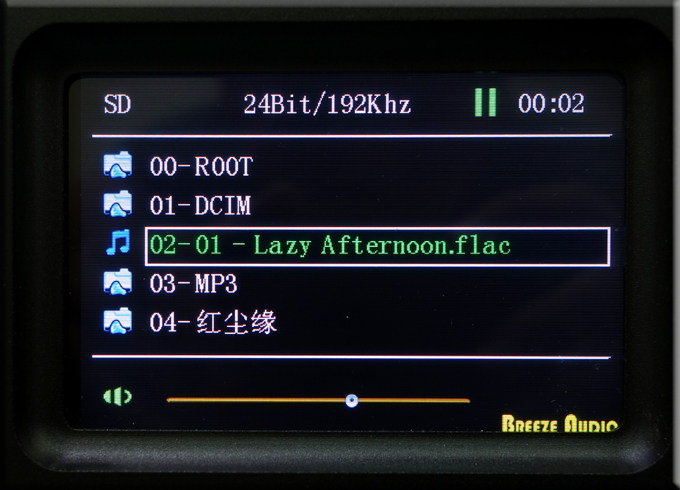 SD 24Bit/192Khz 00:02
00-ROOT
01-DCIM
02-01 - Lazy Afternoon.flac
03-MP3
04-红尘缘
BREEZE AUDIO